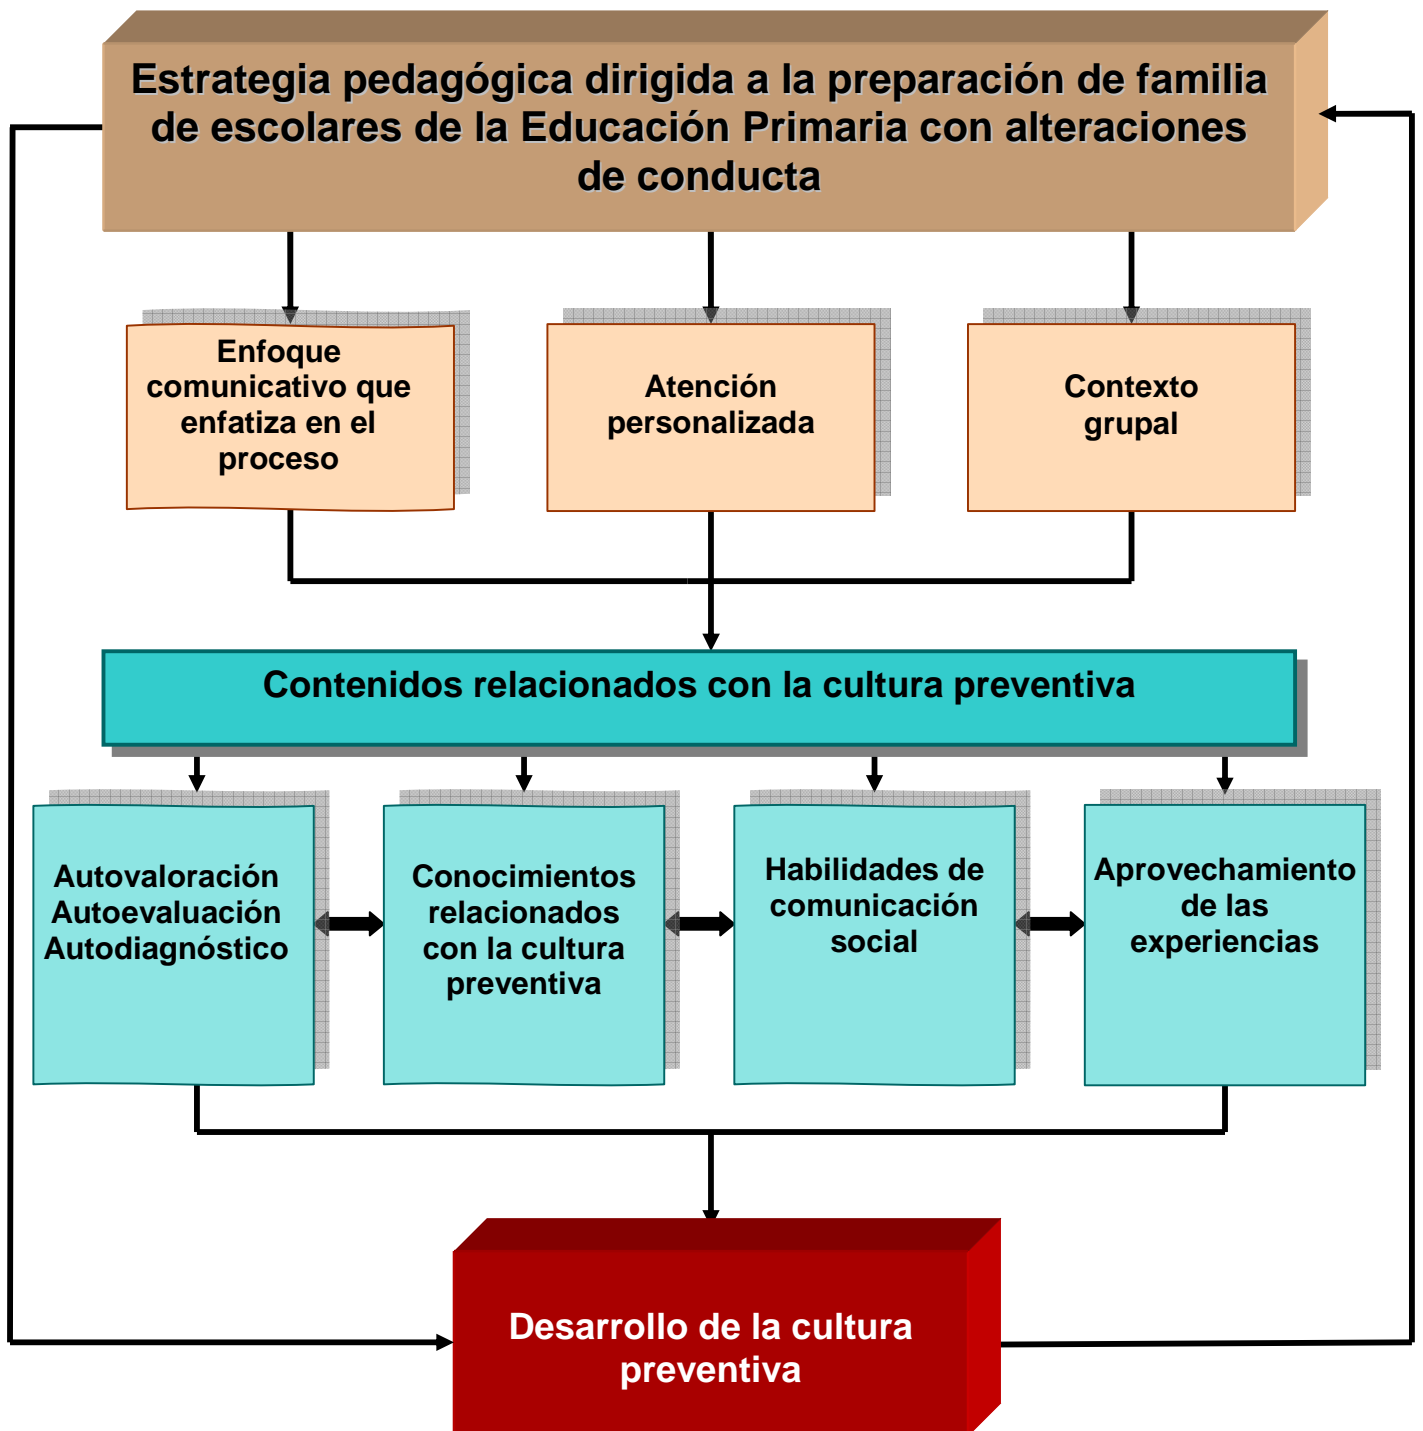 Estrategia pedagógica dirigida a la preparación de familia
de escolares de la Educación Primaria con alteraciones
de conducta
Enfoque
comunicativo que
enfatiza en el
proceso
Atención
personalizada
Contexto
grupal
Contenidos relacionados con la cultura preventiva
Autovaloración
Autoevaluación
Autodiagnóstico
Conocimientos
relacionados
con la cultura
preventiva
Habilidades de
comunicación
social
Aprovechamiento
de las
experiencias
Desarrollo de la cultura
preventiva